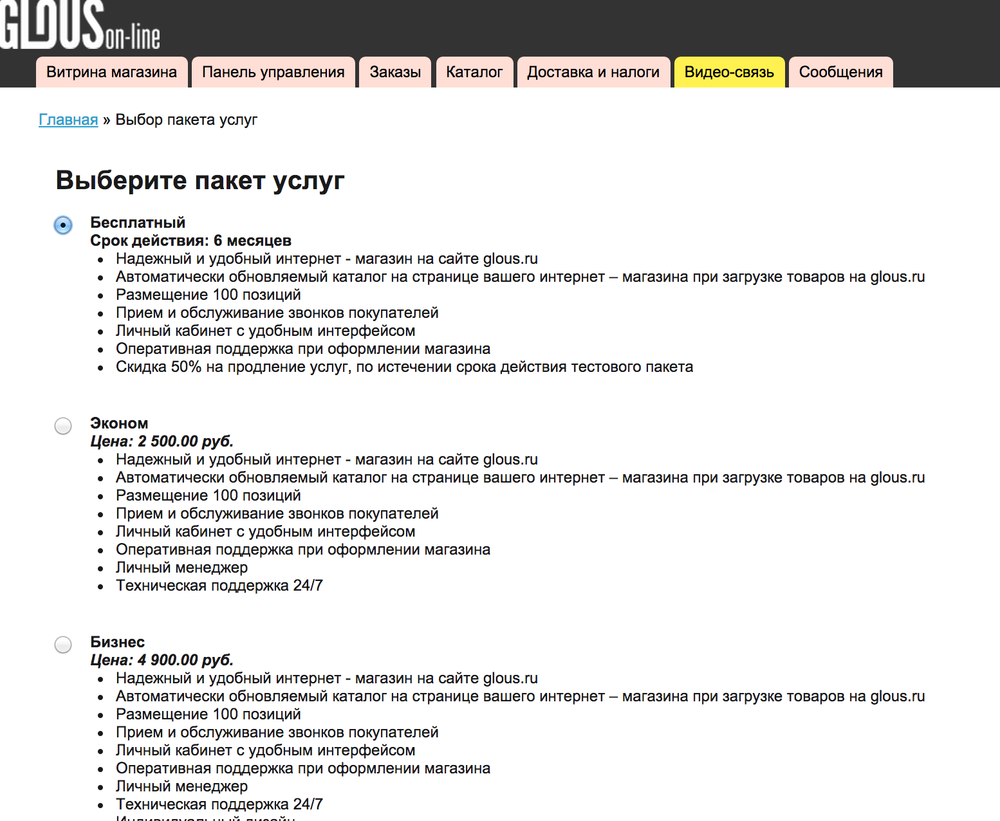 GLOUS on-line
Витрина магазина Панель управления Заказы Каталог Доставка и налоги Видео-связь Сообщения
Главная » Выбор пакета услуг
Выберите пакет услуг
Бесплатный
Срок действия: 6 месяцев
• Надежный и удобный интернет - магазин на сайте glous.ru
• Автоматически обновляемый каталог на странице вашего интернет – магазина при загрузке товаров на glous.ru
• Размещение 100 позиций
• Прием и обслуживание звонков покупателей
• Личный кабинет с удобным интерфейсом
• Оперативная поддержка при оформлении магазина
• Скидка 50% на продление услуг, по истечении срока действия тестового пакета
Эконом
Цена: 2 500.00 руб.
• Надежный и удобный интернет - магазин на сайте glous.ru
• Автоматически обновляемый каталог на странице вашего интернет – магазина при загрузке товаров на glous.ru
• Размещение 100 позиций
• Прием и обслуживание звонков покупателей
• Личный кабинет с удобным интерфейсом
• Оперативная поддержка при оформлении магазина
• Личный менеджер
• Техническая поддержка 24/7
Бизнес
Цена: 4 900.00 руб.
• Надежный и удобный интернет - магазин на сайте glous.ru
• Автоматически обновляемый каталог на странице вашего интернет – магазина при загрузке товаров на glous.ru
• Размещение 100 позиций
• Прием и обслуживание звонков покупателей
• Личный кабинет с удобным интерфейсом
• Оперативная поддержка при оформлении магазина
• Личный менеджер
• Техническая поддержка 24/7
Индивидуальный дизайн